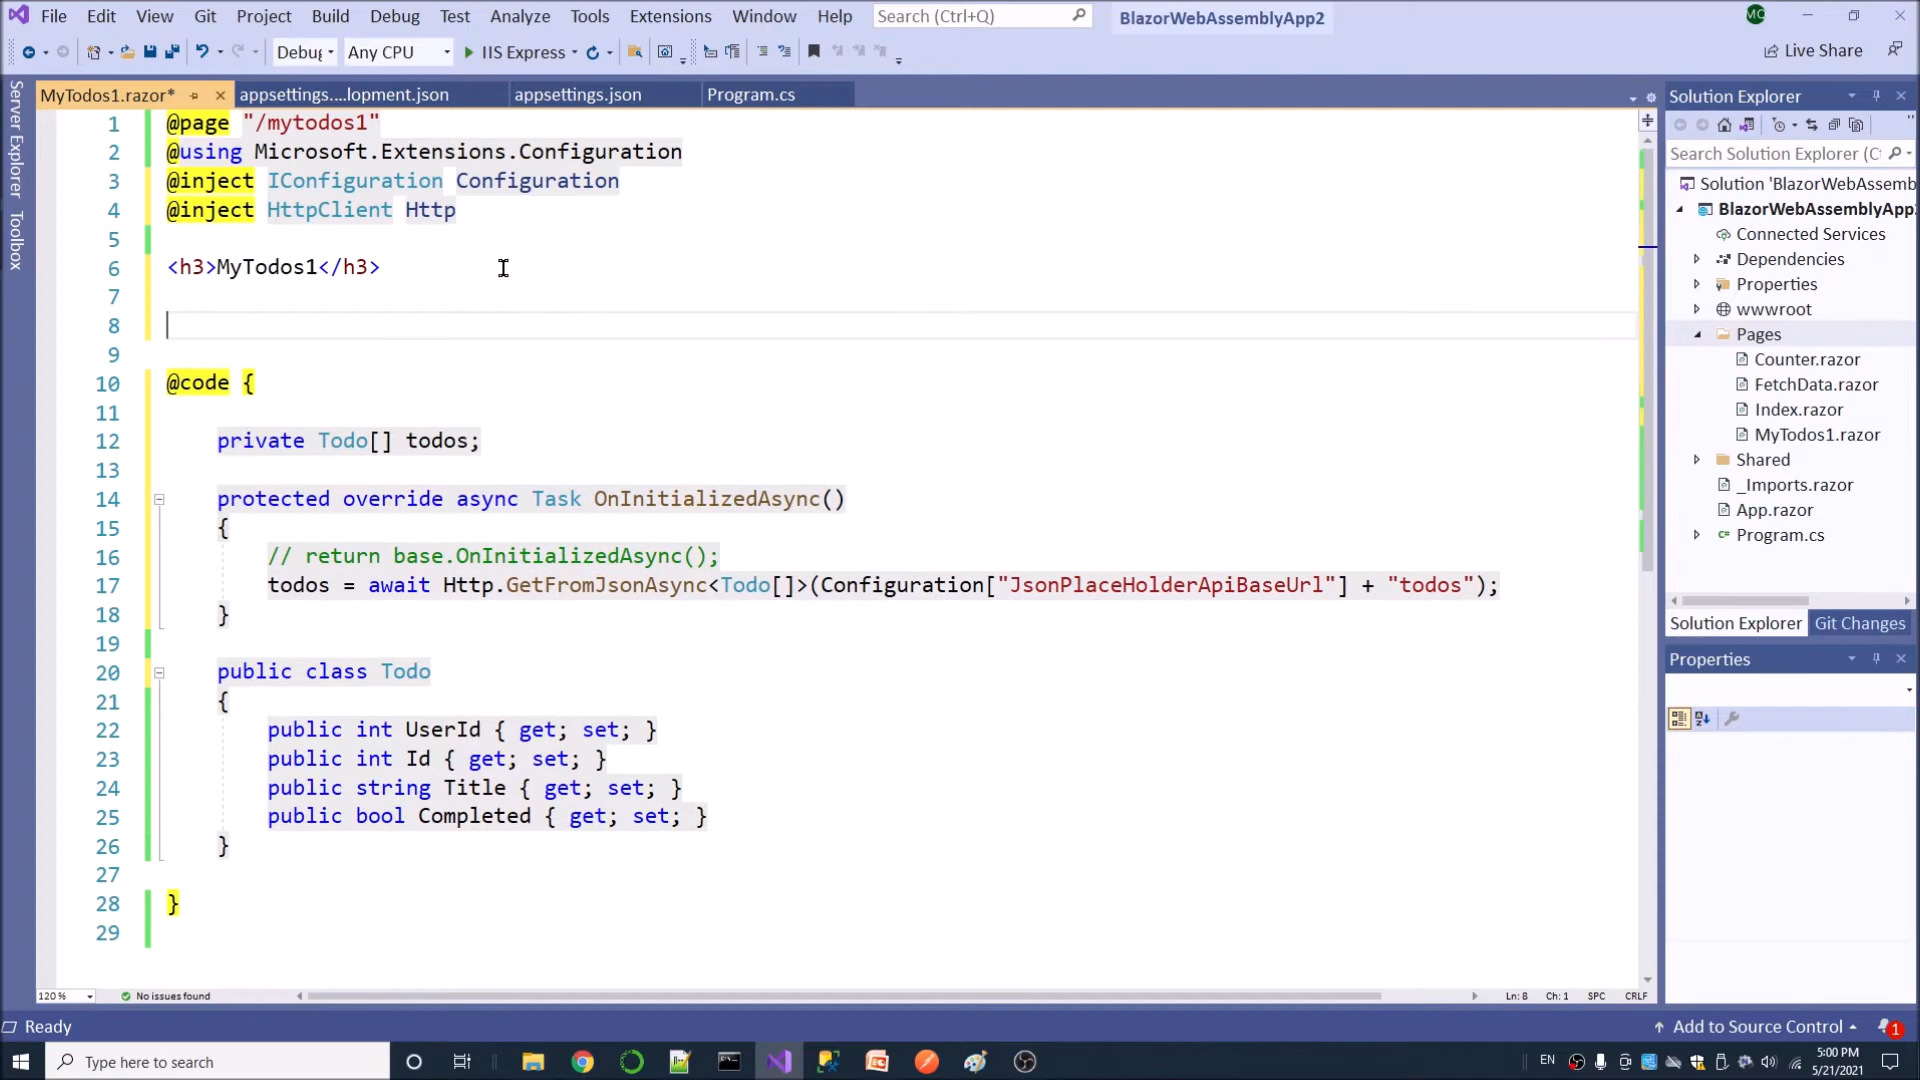 File Edit View Git Project Build Debug Test Analyze Tools Extensions Window Help Search (Ctrl+Q) BlazorWebAssemblyApp2 MC
Debug Any CPU IIS Express Live Share
Server Explorer
Toolbox
MyTodos1.razor* appsettings....lopment.json appsettings.json Program.cs
1 @page "/mytodos1"
2 @using Microsoft.Extensions.Configuration
3 @inject IConfiguration Configuration
4 @inject HttpClient Http
5
6 <h3>MyTodos1</h3>
7
8
9
10 @code {
11
12 private Todo[] todos;
13
14 protected override async Task OnInitializedAsync()
15 {
16 // return base.OnInitializedAsync();
17 todos = await Http.GetFromJsonAsync<Todo[]>(Configuration["JsonPlaceHolderApiBaseUrl"] + "todos");
18 }
19
20 public class Todo
21 {
22 public int UserId { get; set; }
23 public int Id { get; set; }
24 public string Title { get; set; }
25 public bool Completed { get; set; }
26 }
27
28 }
29
120 % No issues found Ln: 8 Ch: 1 SPC CRLF
Solution Explorer
Search Solution Explorer (C
Solution 'BlazorWebAssemb
BlazorWebAssemblyApp2
Connected Services
Dependencies
Properties
wwwroot
Pages
Counter.razor
FetchData.razor
Index.razor
MyTodos1.razor
Shared
_Imports.razor
App.razor
Program.cs
Solution Explorer Git Changes
Properties
Ready Add to Source Control 1
Type here to search EN 5:00 PM
5/21/2021